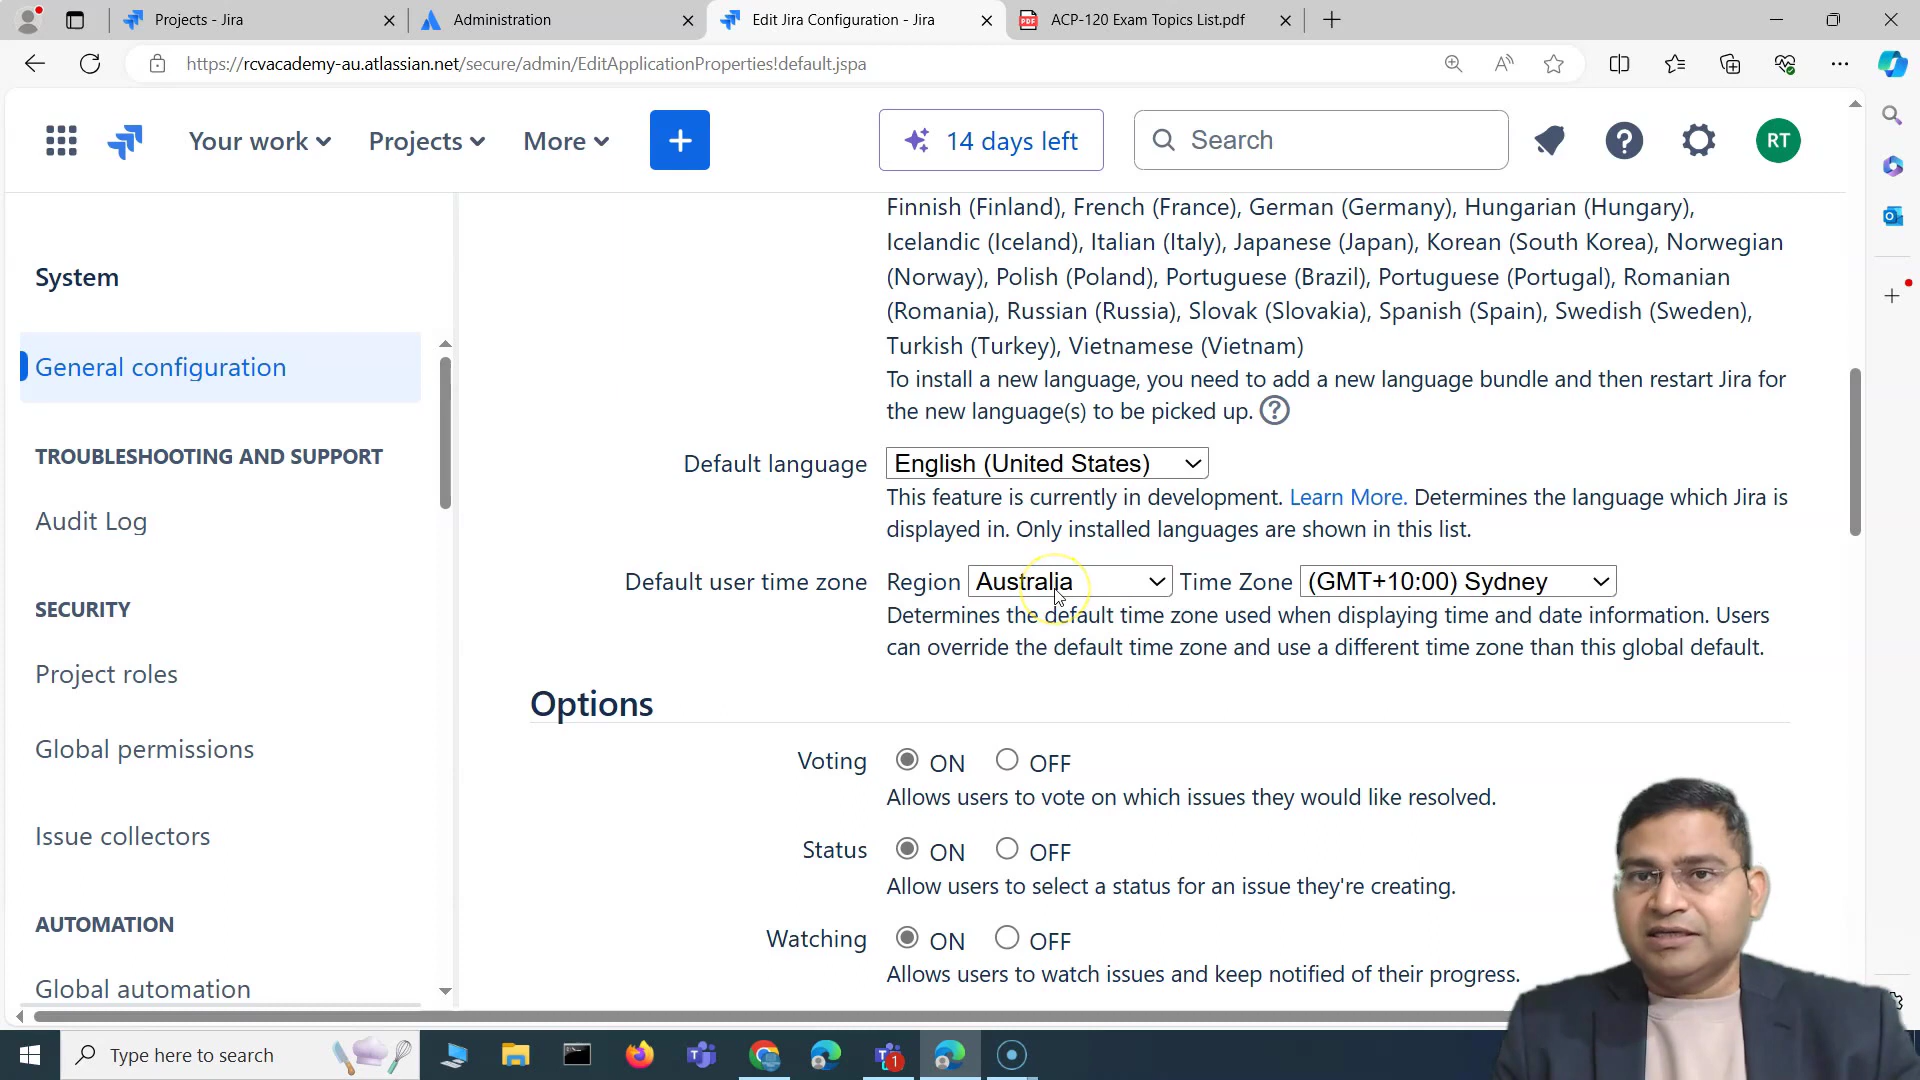 Projects - Jira
Administration
Edit Jira Configuration - Jira
ACP-120 Exam Topics List.pdf
https://rcvacademy-au.atlassian.net/secure/admin/EditApplicationProperties!default.jspa
Your work
Projects
More
14 days left
Search
RT
System
General configuration
TROUBLESHOOTING AND SUPPORT
Audit Log
SECURITY
Project roles
Global permissions
Issue collectors
AUTOMATION
Global automation
Finnish (Finland), French (France), German (Germany), Hungarian (Hungary),
Icelandic (Iceland), Italian (Italy), Japanese (Japan), Korean (South Korea), Norwegian
(Norway), Polish (Poland), Portuguese (Brazil), Portuguese (Portugal), Romanian
(Romania), Russian (Russia), Slovak (Slovakia), Spanish (Spain), Swedish (Sweden),
Turkish (Turkey), Vietnamese (Vietnam)
To install a new language, you need to add a new language bundle and then restart Jira for
the new language(s) to be picked up.
Default language English (United States)
This feature is currently in development. Learn More. Determines the language which Jira is
displayed in. Only installed languages are shown in this list.
Default user time zone Region Australia Time Zone (GMT+10:00) Sydney
Determines the default time zone used when displaying time and date information. Users
can override the default time zone and use a different time zone than this global default.
Options
Voting ON OFF
Allows users to vote on which issues they would like resolved.
Status ON OFF
Allow users to select a status for an issue they're creating.
Watching ON OFF
Allows users to watch issues and keep notified of their progress.
Type here to search
1